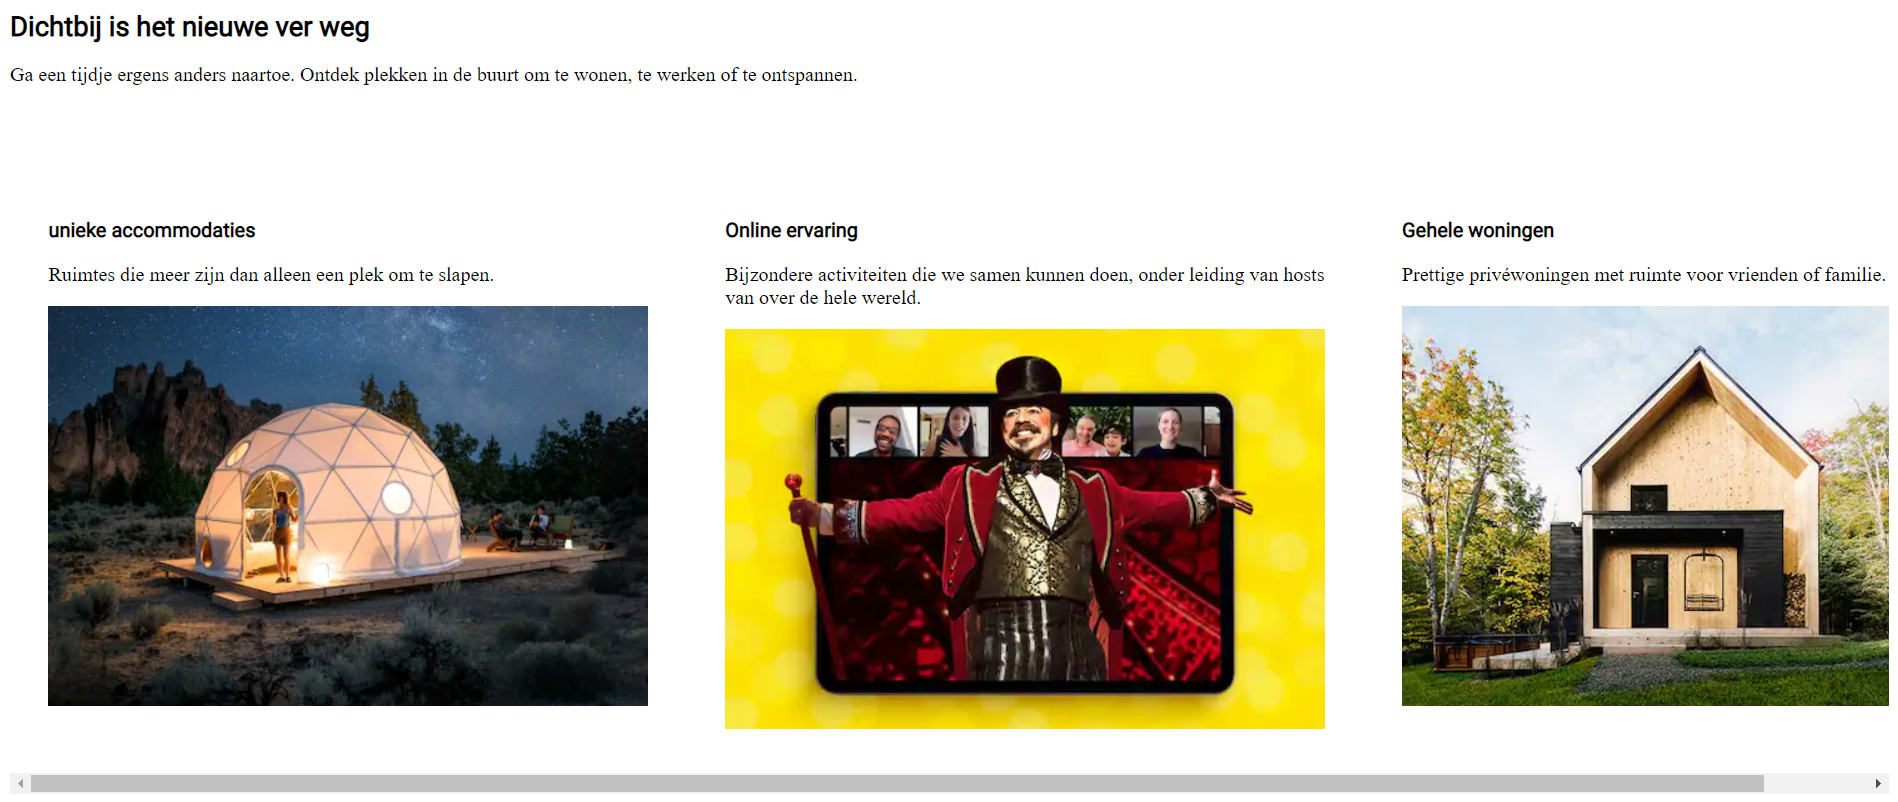 Dichtbij is het nieuwe ver weg
Ga een tijdje ergens anders naartoe. Ontdek plekken in de buurt om te wonen, te werken of te ontspannen.
unieke accommodaties
Ruimtes die meer zijn dan alleen een plek om te slapen.
Online ervaring
Bijzondere activiteiten die we samen kunnen doen, onder leiding van hosts
van over de hele wereld.
Gehele woningen
Prettige privéwoningen met ruimte voor vrienden of familie.